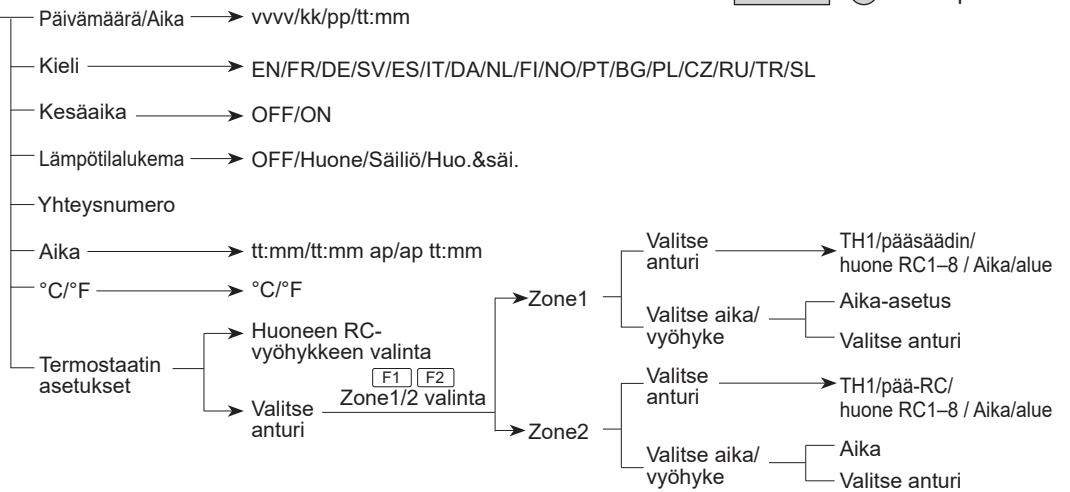 Päivämäärä/Aika vvvv/kk/pp/tt:mm
Kieli EN/FR/DE/SV/ES/IT/DA/NL/FI/NO/PT/BG/PL/CZ/RU/TR/SL
Kesäaika OFF/ON
Lämpötilalukema OFF/Huone/Säiliö/Huo.&säi.
Yhteysnumero
Aika tt:mm/tt:mm ap/ap tt:mm
°C/°F °C/°F
Termostaatin
asetukset
Huoneen RC-
vyöhykkeen valinta
Valitse
anturi
F1 F2
Zone1/2 valinta
Zone1
Valitse
anturi
TH1/pääsäädin/
huone RC1–8 / Aika/alue
Valitse aika/
vyöhyke
Aika-asetus
Valitse anturi
Zone2
Valitse
anturi
TH1/pää-RC/
huone RC1–8 / Aika/alue
Valitse aika/
vyöhyke
Aika
Valitse anturi